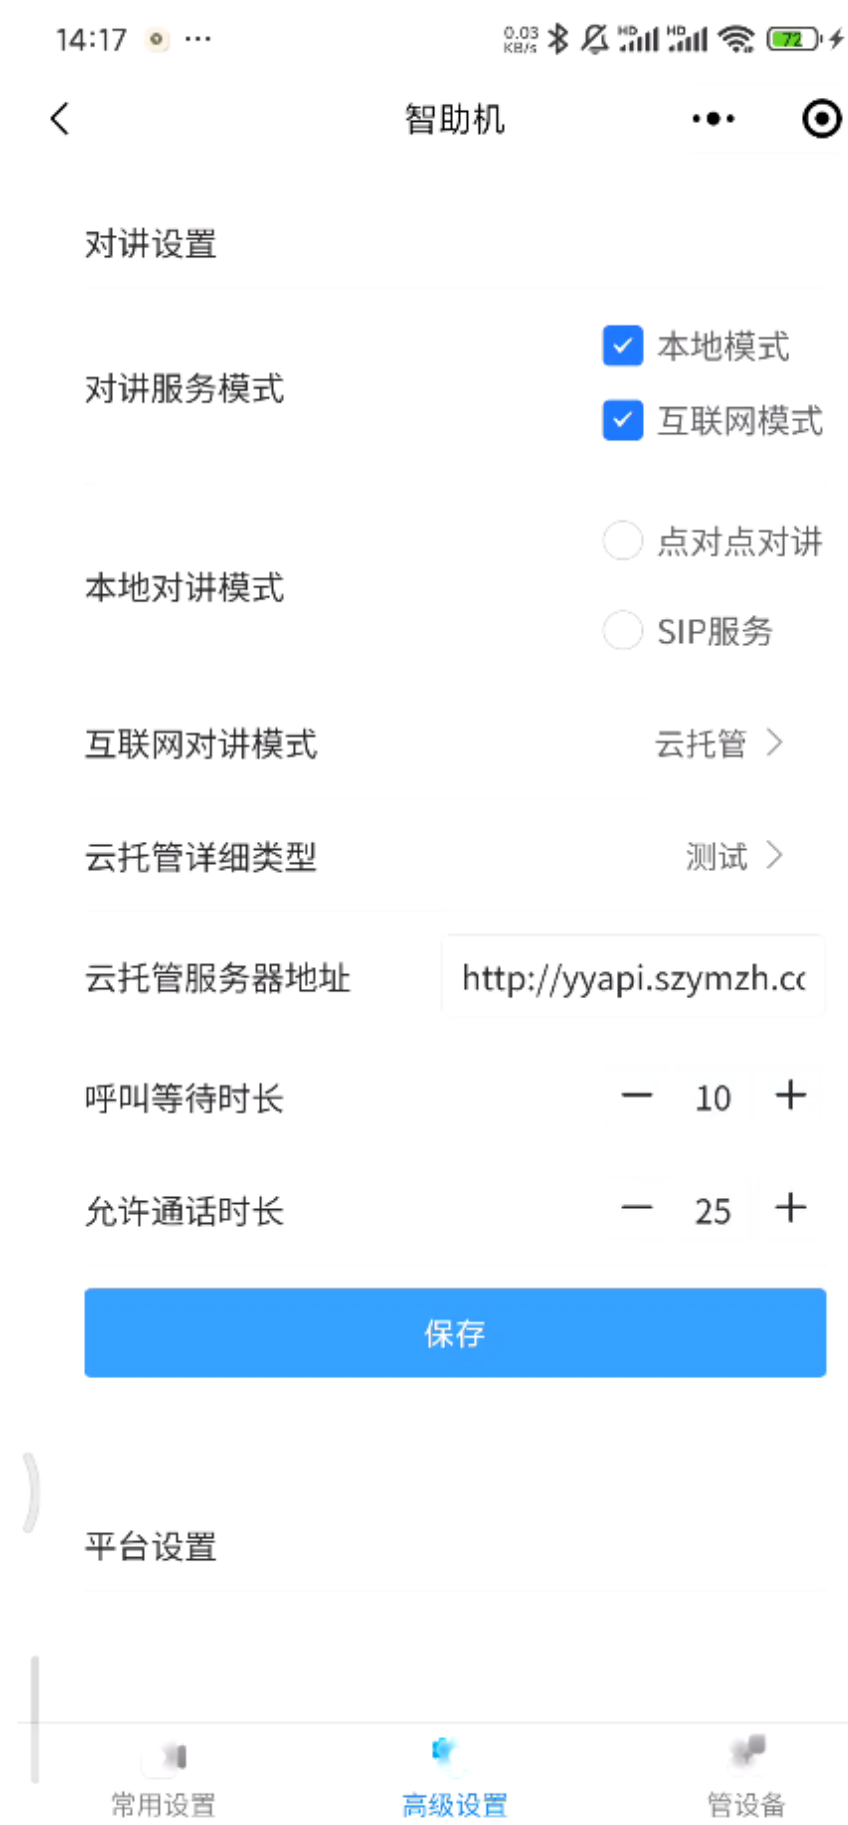 14:17
0.03 KB/s
HD HD
72
智助机
对讲设置
对讲服务模式
本地模式
互联网模式
本地对讲模式
点对点对讲
SIP服务
互联网对讲模式
云托管
云托管详细类型
测试
云托管服务器地址
http://yyapi.szymzh.cc
呼叫等待时长
10
允许通话时长
25
保存
平台设置
常用设置
高级设置
管设备